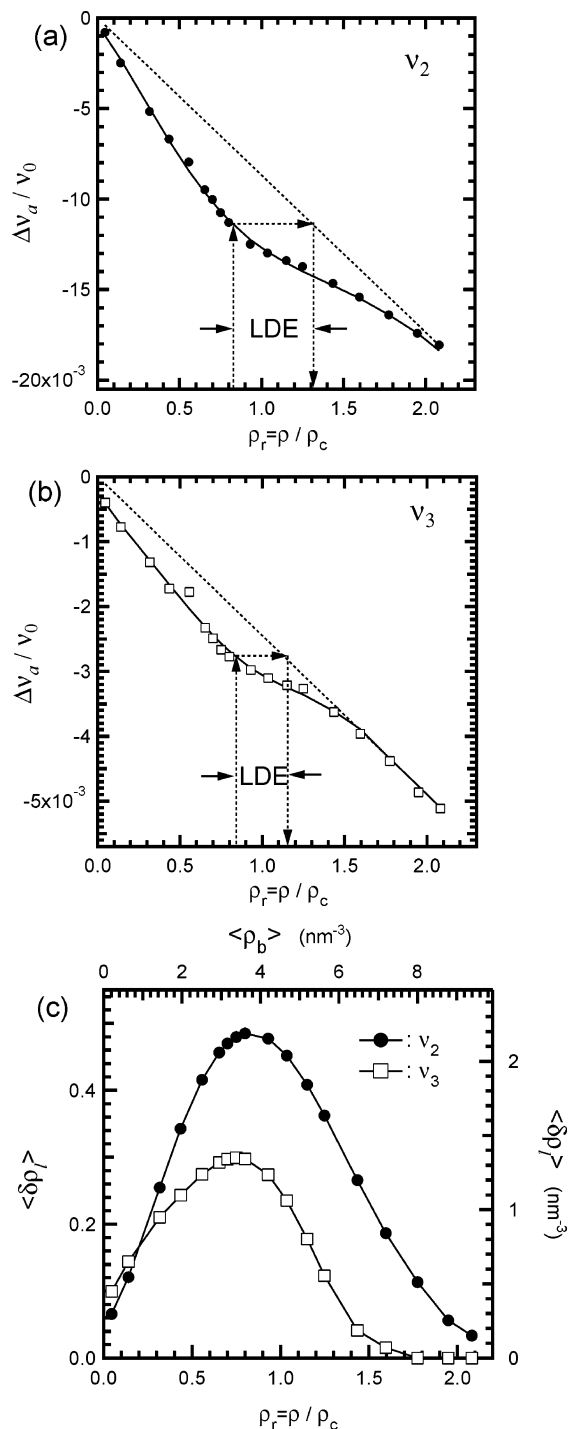 (a)
ν2
0
-5
-10
-15
-20x10-3
Δνa / ν0
LDE
0.0 0.5 1.0 1.5 2.0
ρr=ρ / ρc
(b)
ν3
0
-1
-2
-3
-4
-5x10-3
Δνa / ν0
LDE
0.0 0.5 1.0 1.5 2.0
ρr=ρ / ρc
<ρb> (nm-3)
0 2 4 6 8
(c)
: ν2
: ν3
0.4
0.2
0.0
<δρl>
2
1
0
<δρl> (nm-3)
0.0 0.5 1.0 1.5 2.0
ρr=ρ / ρc